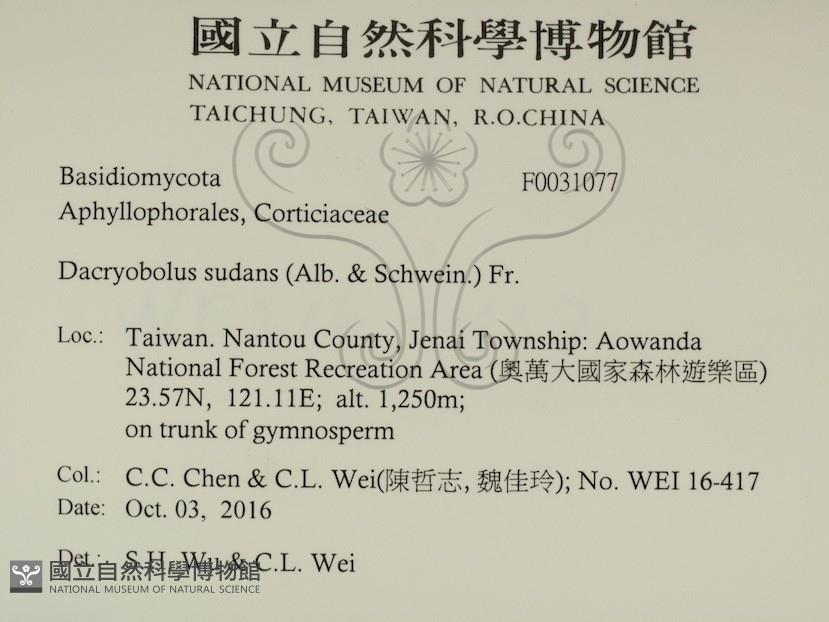 國立自然科學博物館
NATIONAL MUSEUM OF NATURAL SCIENCE
TAICHUNG, TAIWAN, R.O.CHINA
Basidiomycota F0031077
Aphyllophorales, Corticiaceae
Dacryobolus sudans (Alb. & Schwein.) Fr.
Loc.: Taiwan. Nantou County, Jenai Township: Aowanda
National Forest Recreation Area (奧萬大國家森林遊樂區)
23.57N, 121.11E; alt. 1,250m;
on trunk of gymnosperm
Col.: C.C. Chen & C.L. Wei(陳哲志, 魏佳玲); No. WEI 16-417
Date: Oct. 03, 2016
Det.: S.H. Wu & C.L. Wei
國立自然科學博物館
NATIONAL MUSEUM OF NATURAL SCIENCE